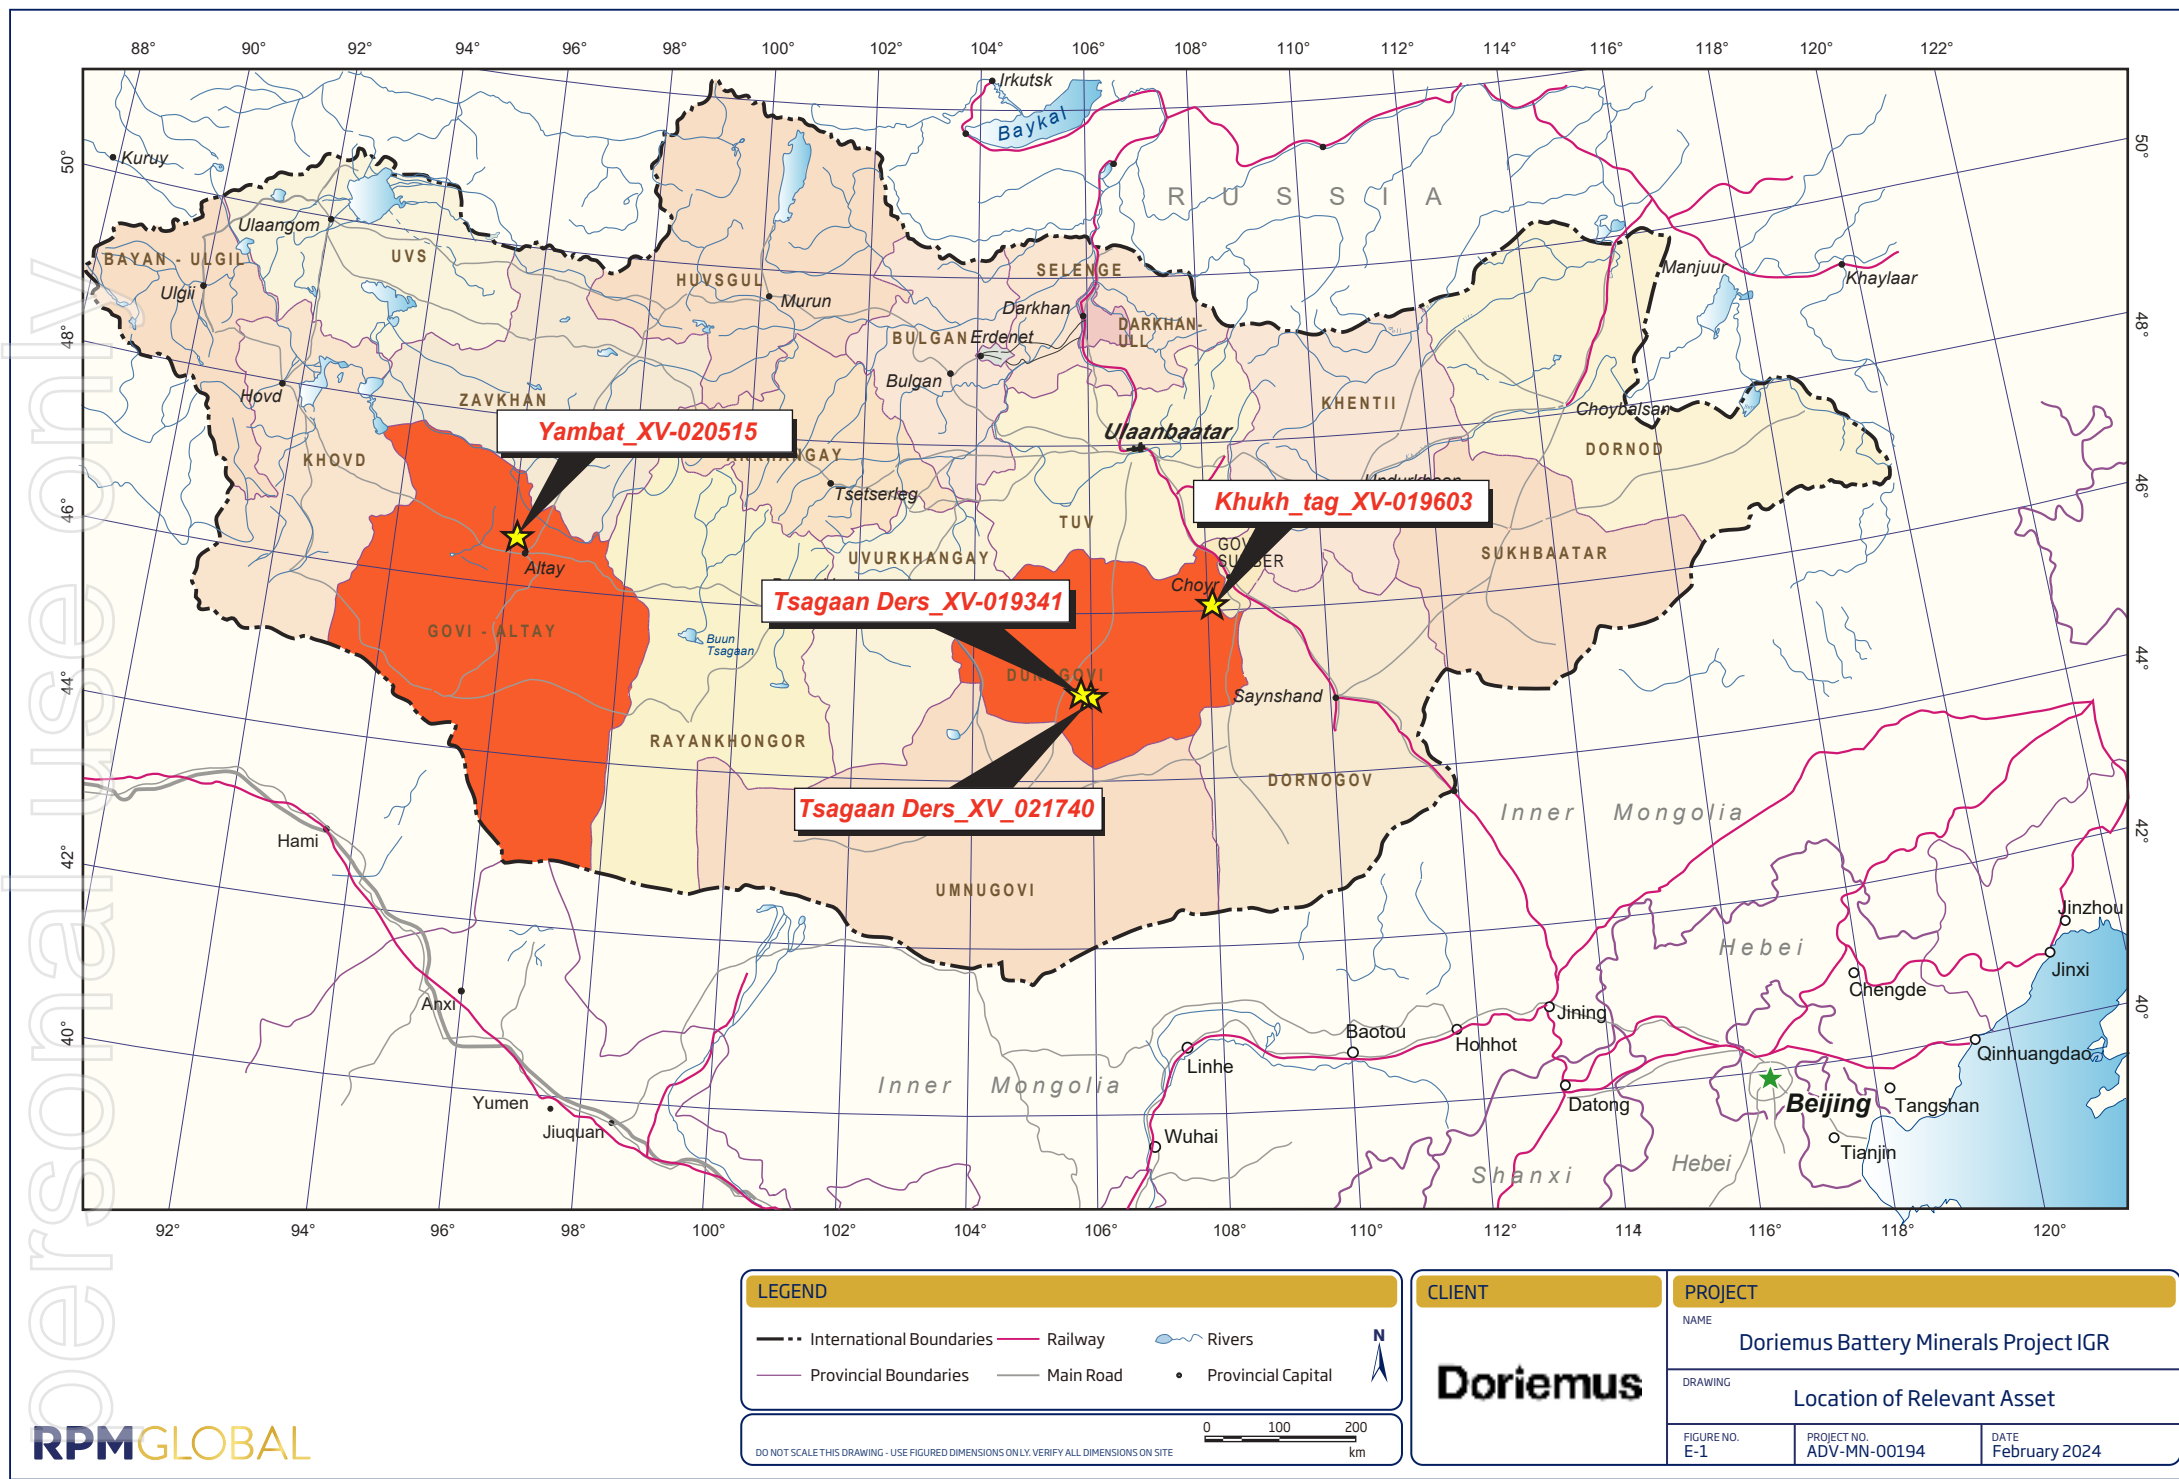 88° 90° 92° 94° 96° 98° 100° 102° 104° 106° 108° 110° 112° 114° 116° 118° 120° 122°
Irkutsk
Baykal
Kuruy
50°
50°
R U S S I A
Ulaangom
BAYAN - ULGIL
UVS
HUVSGUL
SELENGE
Manjuur
Khaylaar
Ulgii
Murun
Darkhan
DARKHAN-
ULL
48°
48°
BULGAN
Erdenet
Bulgan
Hovd
ZAVKHAN
KHENTII
Choybalsan
Yambat_XV-020515
Ulaanbaatar
DORNOD
KHOVD
ARKHANGAY
46°
46°
Tsetserleg
Khukh_tag_XV-019603
TUV
UVURKHANGAY
SUKHBAATAR
Altay
Choyr
Tsagaan Ders_XV-019341
GOVI - ALTAY
Buun
Tsagaan
44°
44°
Saynshand
RAYANKHONGOR
DORNOGOV
Tsagaan Ders_XV_021740
Inner Mongolia
Hami
42°
42°
UMNUGOVI
Jinzhou
Hebei
Jinxi
Chengde
Anxi
40°
40°
Jining
Baotou
Hohhot
Linhe
Qinhuangdao
Inner Mongolia
Yumen
Datong
Beijing
Tangshan
Jiuquan
Wuhai
Tianjin
Shanxi
Hebei
92° 94° 96° 98° 100° 102° 104° 106° 108° 110° 112° 114° 116° 118° 120°
personal use only
LEGEND
International Boundaries
Railway
Rivers
N
Provincial Boundaries
Main Road
Provincial Capital
DO NOT SCALE THIS DRAWING - USE FIGURED DIMENSIONS ONLY. VERIFY ALL DIMENSIONS ON SITE
0 100 200
km
CLIENT
Doriemus
PROJECT
NAME
Doriemus Battery Minerals Project IGR
DRAWING
Location of Relevant Asset
FIGURE NO.
E-1
PROJECT NO.
ADV-MN-00194
DATE
February 2024
RPMGLOBAL